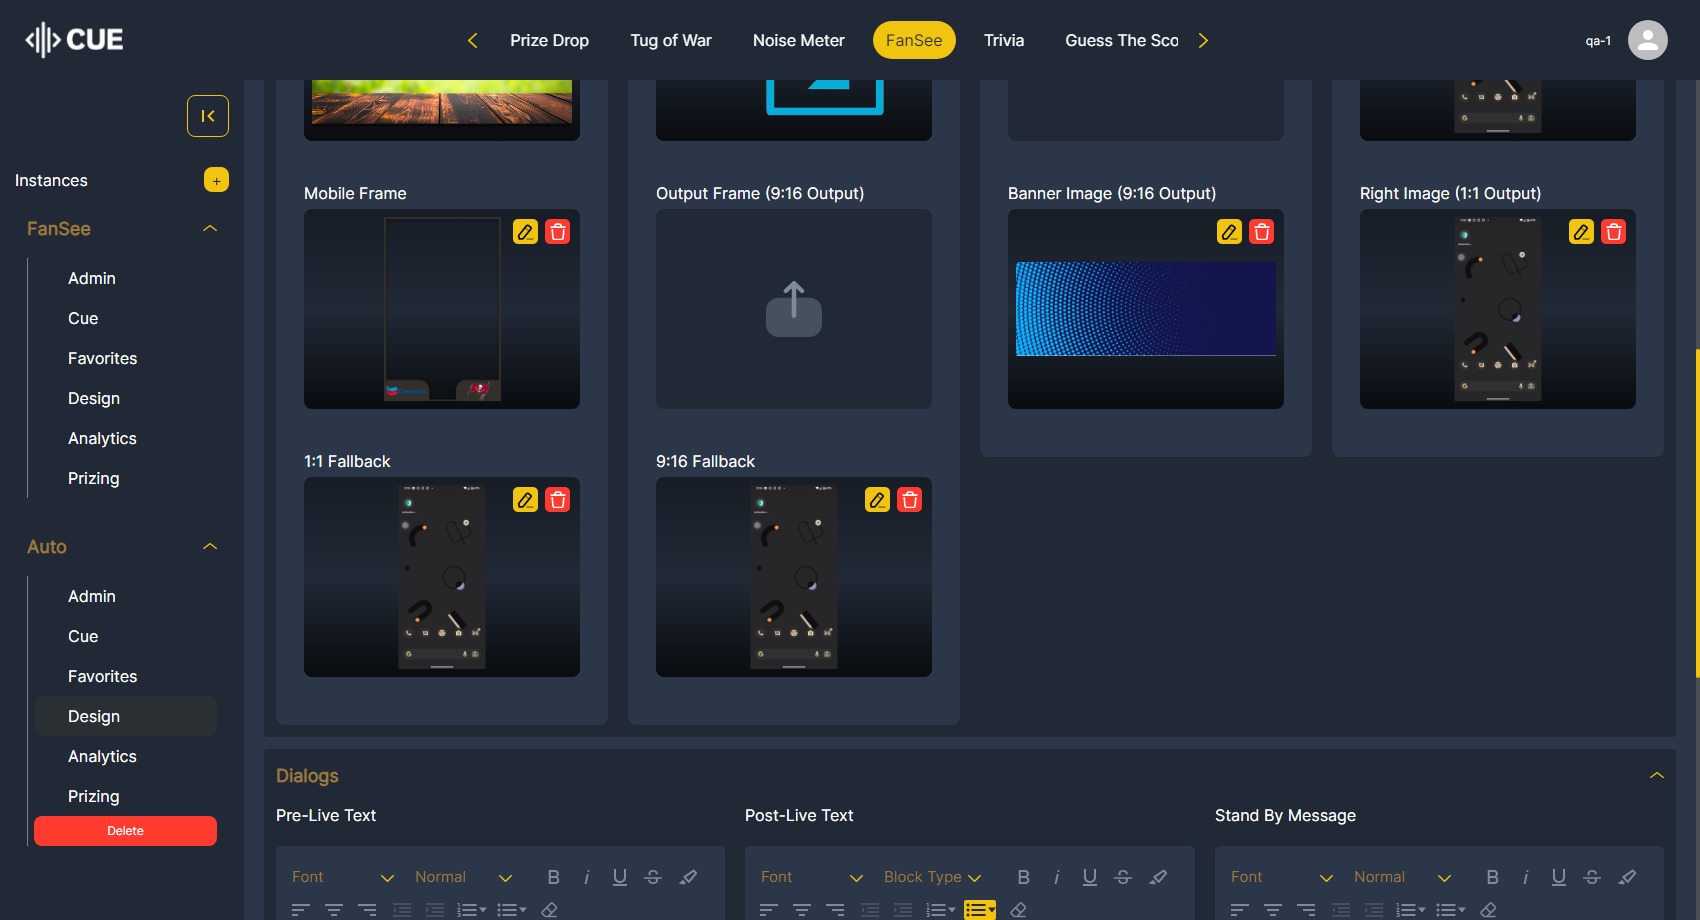 CUE
Prize Drop
Tug of War
Noise Meter
FanSee
Trivia
Guess The Sco
qa-1
Instances
+
FanSee
Admin
Cue
Favorites
Design
Analytics
Prizing
Auto
Admin
Cue
Favorites
Design
Analytics
Prizing
Delete
Mobile Frame
Output Frame (9:16 Output)
Banner Image (9:16 Output)
Right Image (1:1 Output)
1:1 Fallback
9:16 Fallback
Dialogs
Pre-Live Text
Post-Live Text
Stand By Message
Font
Normal
B i U S
Font
Block Type
B i U S
Font
Normal
B i U S